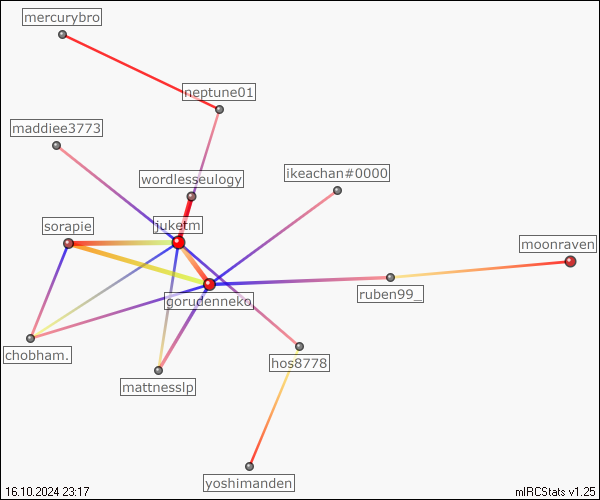 mercurybro
neptune01
maddiee3773
wordlesseulogy
ikeachan#0000
sorapie
juketm
moonraven
gorudenneko.
ruben99_
chobham.
mattnesslp
hos8778
yoshimanden
16.10.2024 23:17
mIRCStats v1.25